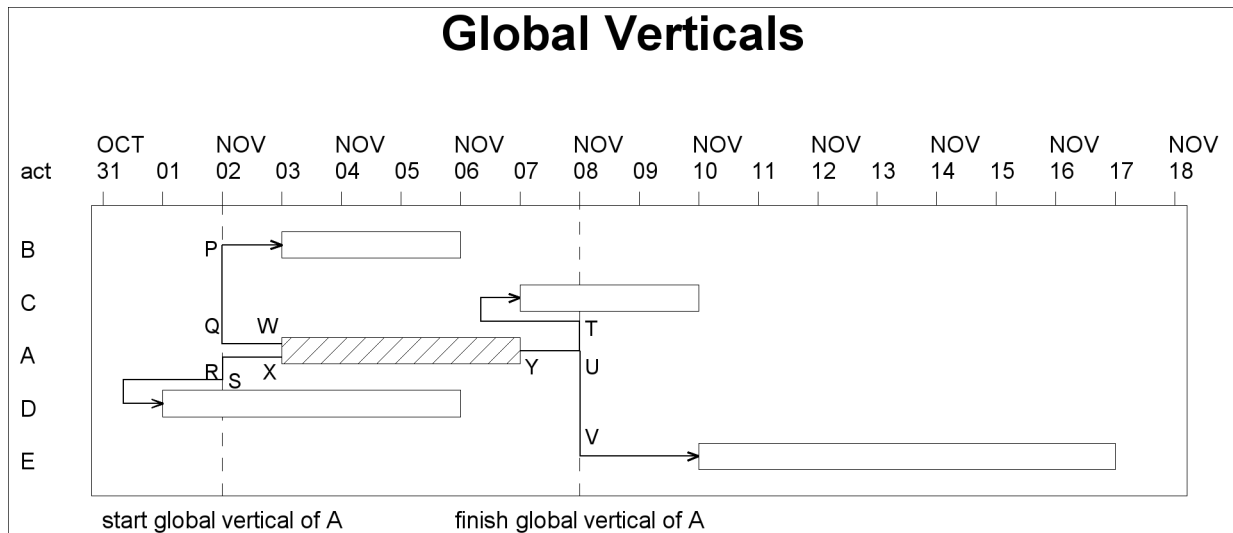 Global Verticals
OCT NOV NOV NOV NOV NOV NOV NOV NOV NOV
act 31 01 02 03 04 05 06 07 08 09 10 11 12 13 14 15 16 17 18
B P
C
Q W T
A
R S X Y U
D
V
E
start global vertical of A finish global vertical of A